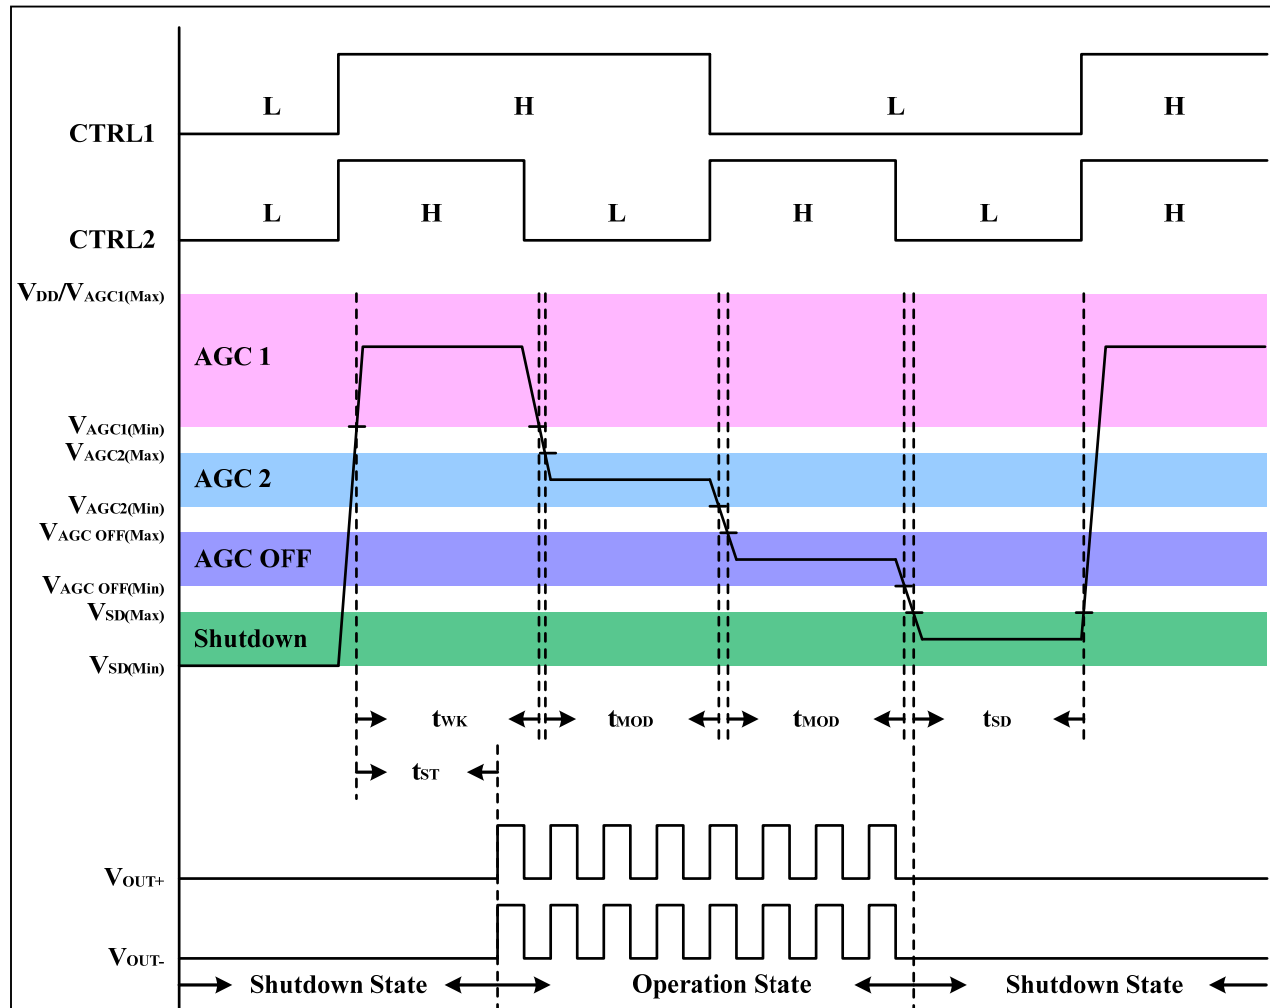 L H L H
CTRL1
L H L H L H
CTRL2
VDD/VAGC1(Max)
AGC 1
VAGC1(Min)
VAGC2(Max)
AGC 2
VAGC2(Min)
VAGC OFF(Max)
AGC OFF
VAGC OFF(Min)
VSD(Max)
Shutdown
VSD(Min)
tWK tMOD tMOD tSD
tST
VOUT+
VOUT-
Shutdown State Operation State Shutdown State